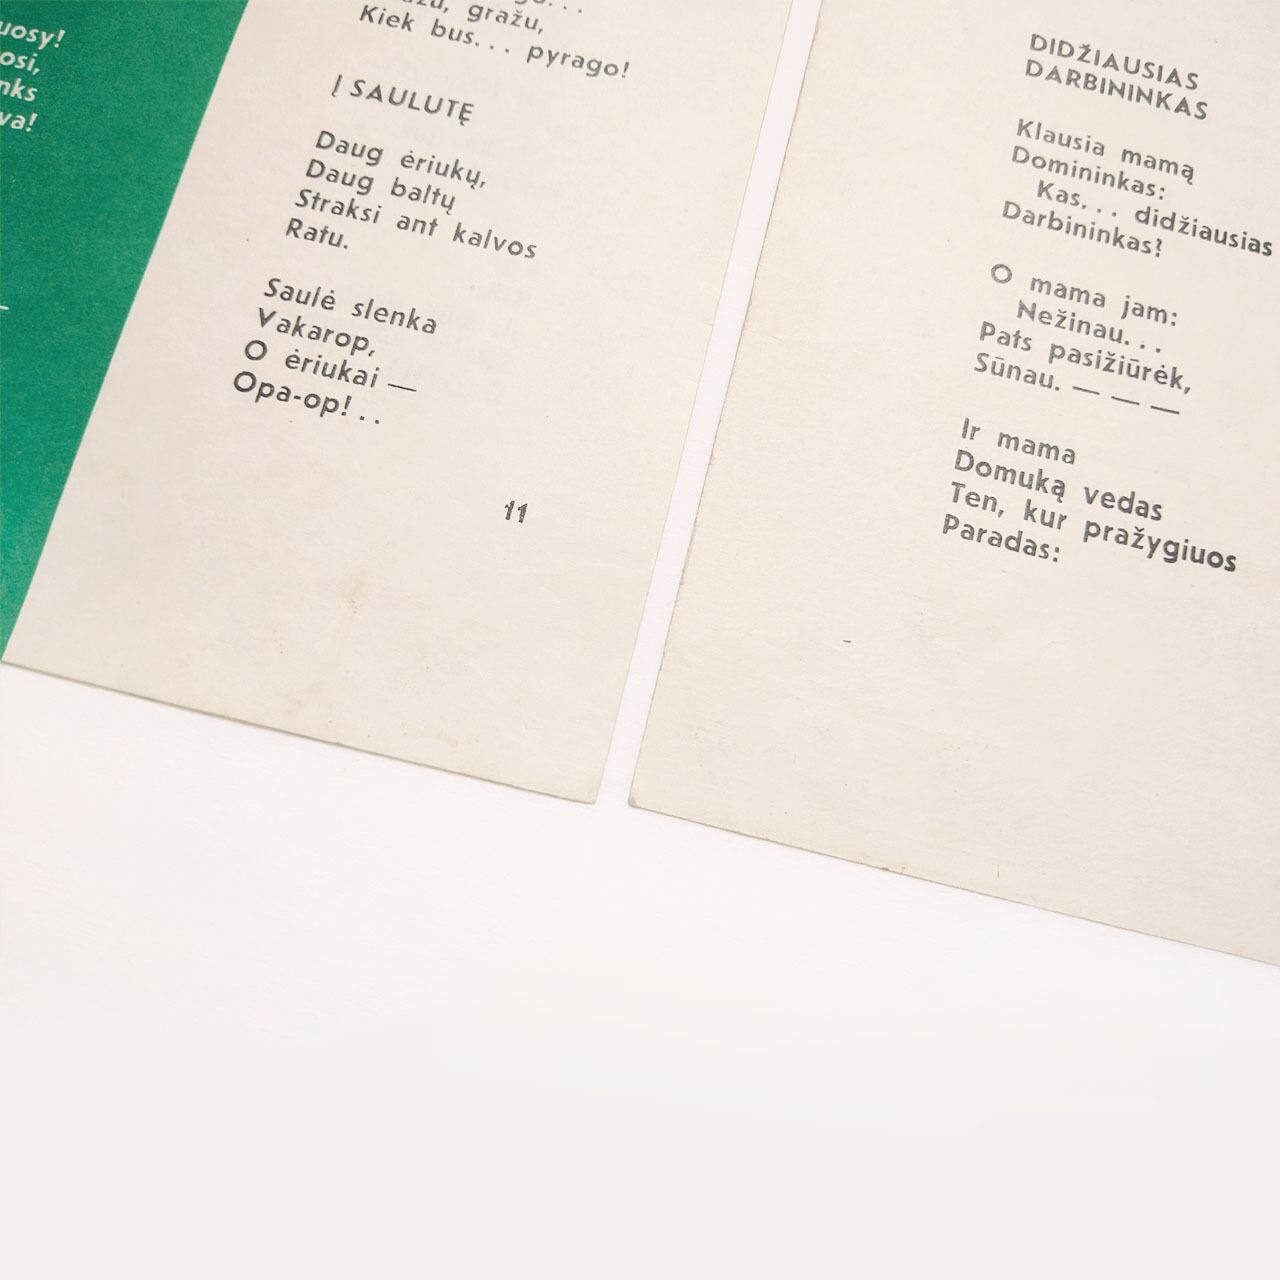 gražu,
Kiek bus... pyrago!
Į SAULUTĘ
Daug ėriukų,
Daug baltų
Straksi ant kalvos
Ratu.
Saulė slenka
Vakarop,
O ėriukai —
Opa-op!..
11
DIDŽIAUSIAS
DARBININKAS
Klausia mamą
Domininkas:
Kas... didžiausias
Darbininkas?
O mama jam:
Nežinau...
Pats pasižiūrėk,
Sūnau. — — —
Ir mama
Domuką vedas
Ten, kur pražygiuos
Paradas: